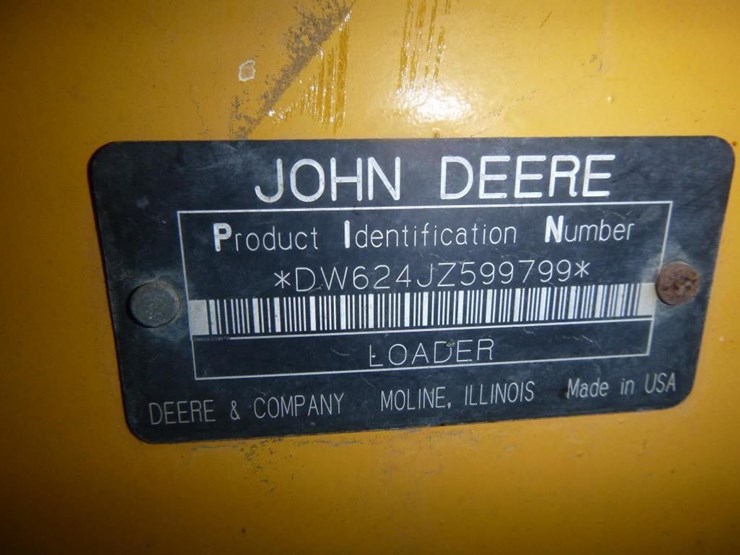 JOHN DEERE
Product Identification Number
*DW624JZ599799*
LOADER
DEERE & COMPANY MOLINE, ILLINOIS Made in USA